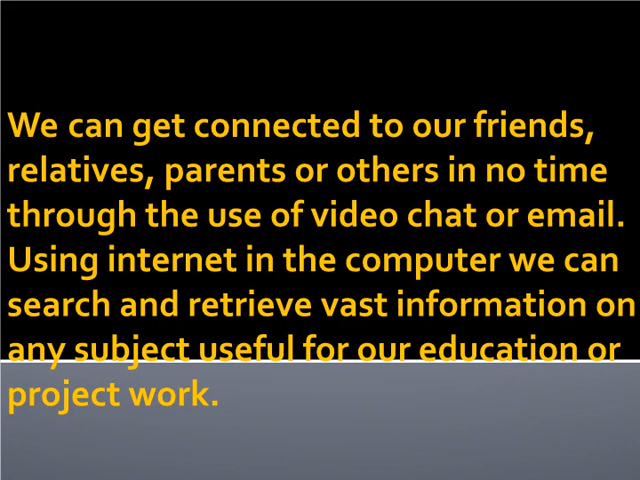 We can get connected to our friends,
relatives, parents or others in no time
through the use of video chat or email.
Using internet in the computer we can
search and retrieve vast information on
any subject useful for our education or
project work.